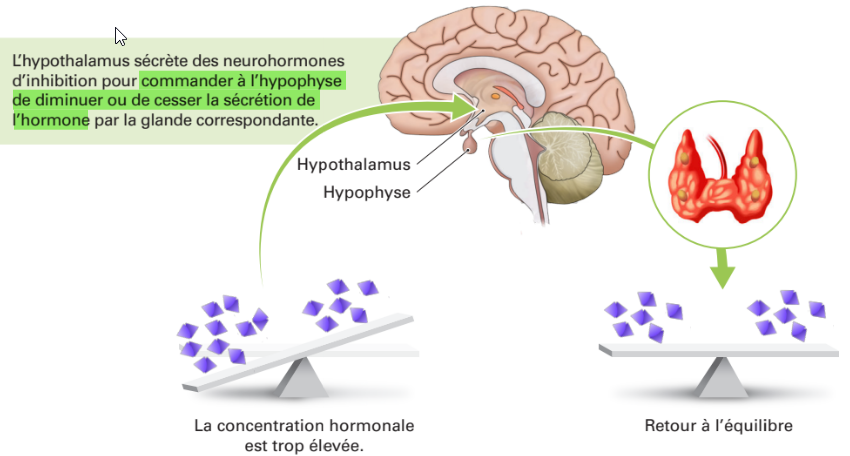 L’hypothalamus sécrète des neurohormones
d’inhibition pour commander à l’hypophyse
de diminuer ou de cesser la sécrétion de
l’hormone par la glande correspondante.
Hypothalamus
Hypophyse
La concentration hormonale
est trop élevée.
Retour à l’équilibre